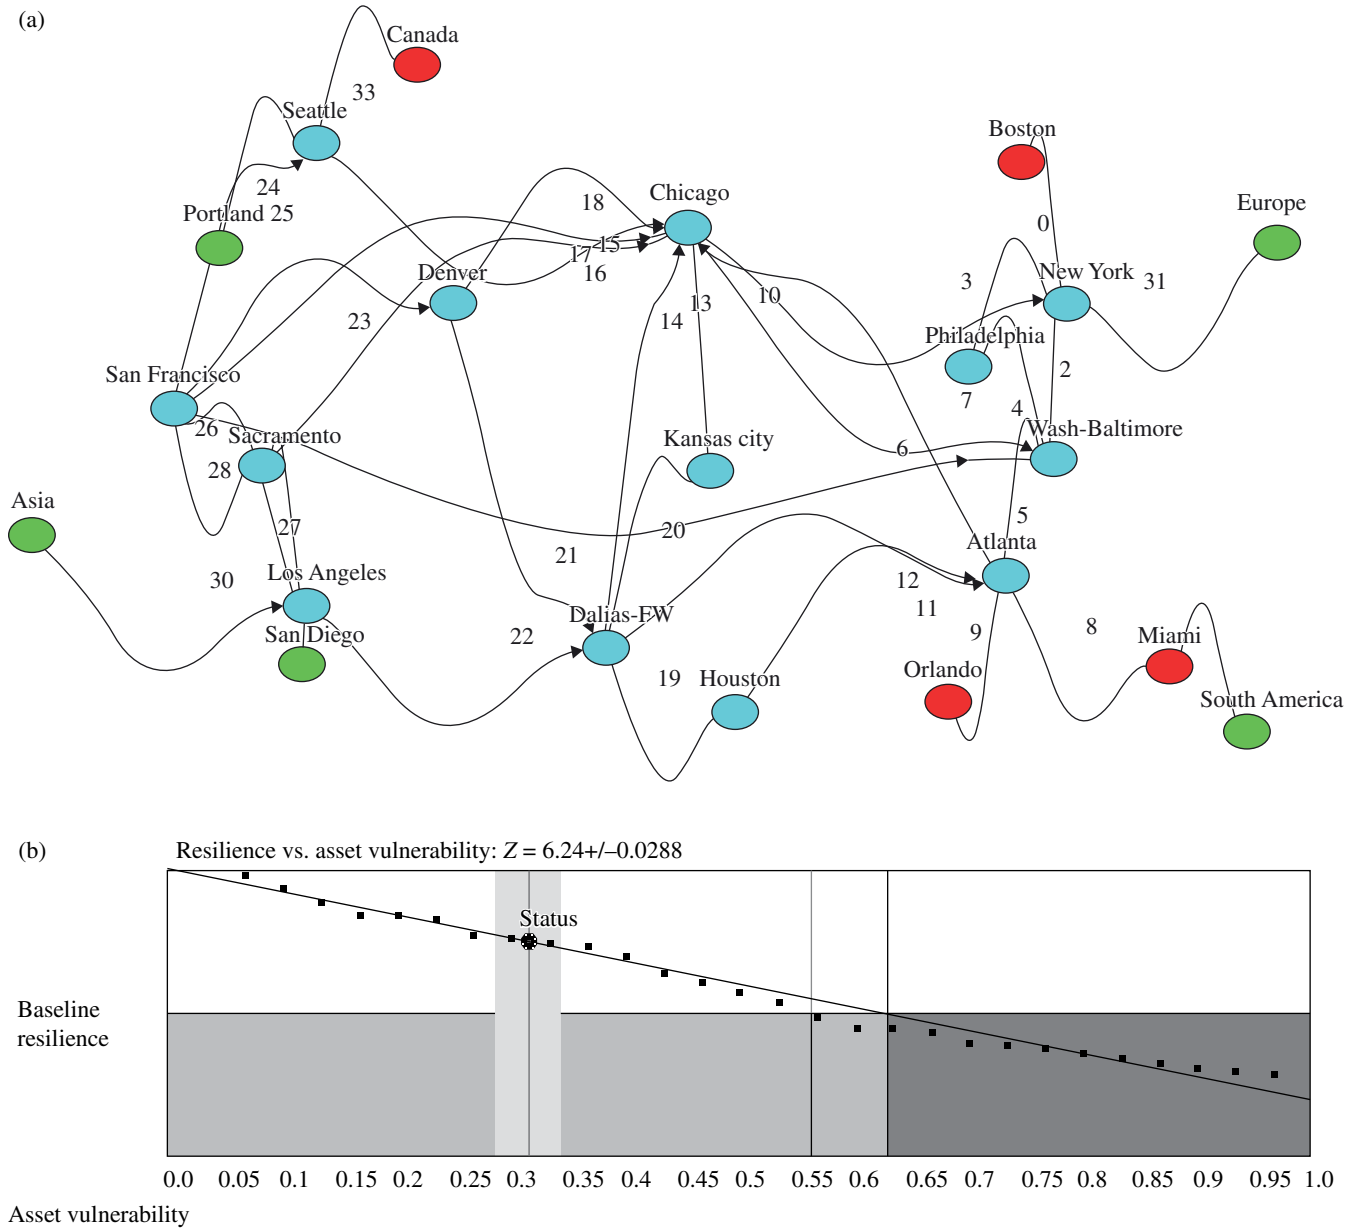 (a)
Canada
33
Seattle
Boston
24
Chicago
Portland 25
18
Europe
0
15
17
16
Denver
New York
3
31
10
13
14
23
Philadelphia
San Francisco
2
7
4
26
Sacramento
Kansas city
Wash-Baltimore
6
28
Asia
27
20
5
21
Atlanta
30
Los Angeles
12
11
Dalias-FW
San Diego
22
9
8
Miami
19
Houston
Orlando
South America
(b)
Resilience vs. asset vulnerability: Z = 6.24+/–0.0288
Status
Baseline
resilience
0.0 0.05 0.1 0.15 0.2 0.25 0.3 0.35 0.4 0.45 0.5 0.55 0.6 0.65 0.7 0.75 0.8 0.85 0.9 0.95 1.0
Asset vulnerability